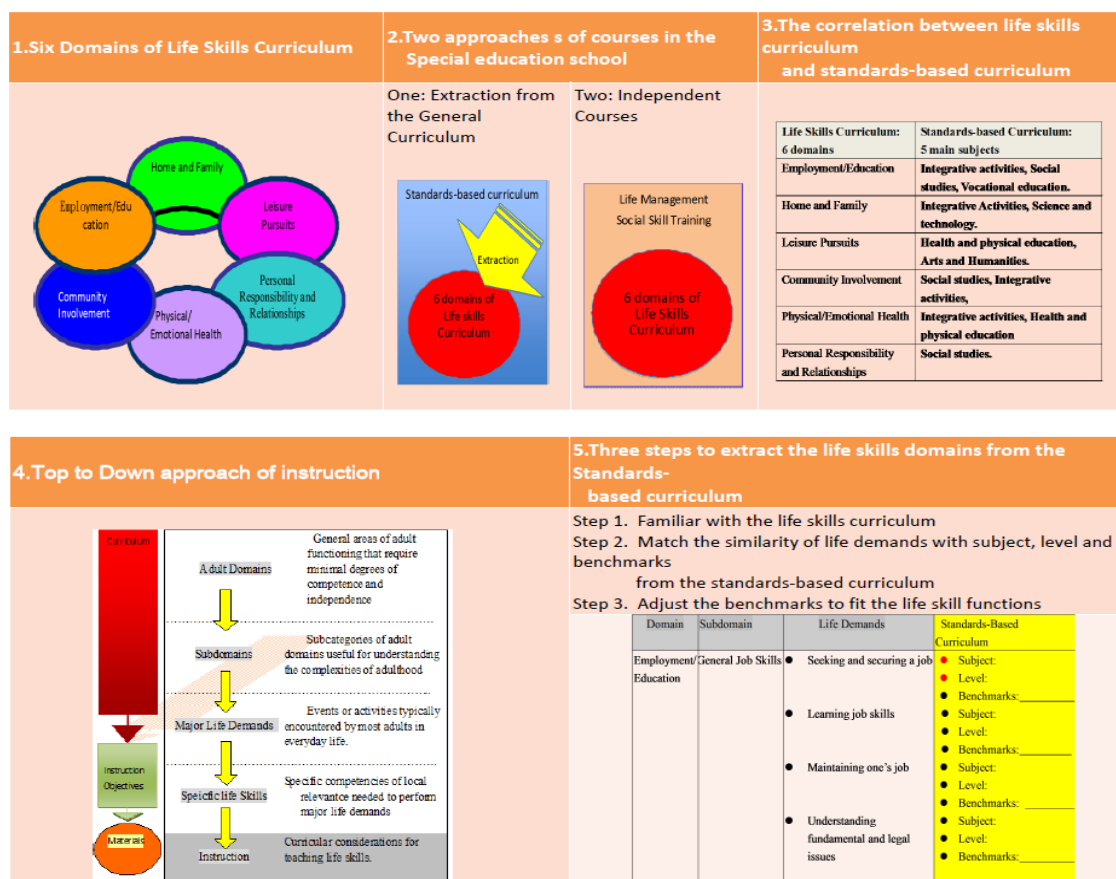 1.Six Domains of Life Skills Curriculum
Home and Family
Employment/Edu
cation
Leisure
Pursuits
Community
Involvement
Personal
Responsibility and
Relationships
Physical/
Emotional Health
2.Two approaches s of courses in the
Special education school
One: Extraction from
the General
Curriculum
Standards-based curriculum
Extraction
6 domains of
Life skills
Curriculum
Two: Independent
Courses
Life Management
Social Skill Training
6 domains of
Life Skills
Curriculum
3.The correlation between life skills
curriculum
and standards-based curriculum
Life Skills Curriculum:
6 domains
Standards-based Curriculum:
5 main subjects
Employment/Education
Integrative activities, Social
studies, Vocational education.
Home and Family
Integrative Activities, Science and
technology.
Leisure Pursuits
Health and physical education,
Arts and Humanities.
Community Involvement
Social studies, Integrative
activities,
Physical/Emotional Health
Integrative activities, Health and
physical education
Personal Responsibility
and Relationships
Social studies.
4.Top to Down approach of instruction
Curriculum
Instruction
Objectives
Materials
Adult Domains
General areas of adult
functioning that require
minimal degrees of
competence and
independence
Subdomains
Subcategories of adult
domains useful for understanding
the complexities of adulthood
Major Life Demands
Events or activities typically
encountered by most adults in
everyday life.
Speicfic life Skills
Specific competencies of local
relevance needed to perform
major life demands
Instruction
Curricular considerations for
teaching life skills.
5.Three steps to extract the life skills domains from the
Standards-
based curriculum
Step 1. Familiar with the life skills curriculum
Step 2. Match the similarity of life demands with subject, level and
benchmarks
from the standards-based curriculum
Step 3. Adjust the benchmarks to fit the life skill functions
Domain
Subdomain
Life Demands
Standards-Based
Curriculum
Employment/
Education
General Job Skills
● Seeking and securing a job
● Subject:
● Level:
● Benchmarks:________
● Learning job skills
● Subject:
● Level:
● Benchmarks:________
● Maintaining one's job
● Subject:
● Level:
● Benchmarks: ________
● Understanding
fundamental and legal
issues
● Subject:
● Level:
● Benchmarks:________